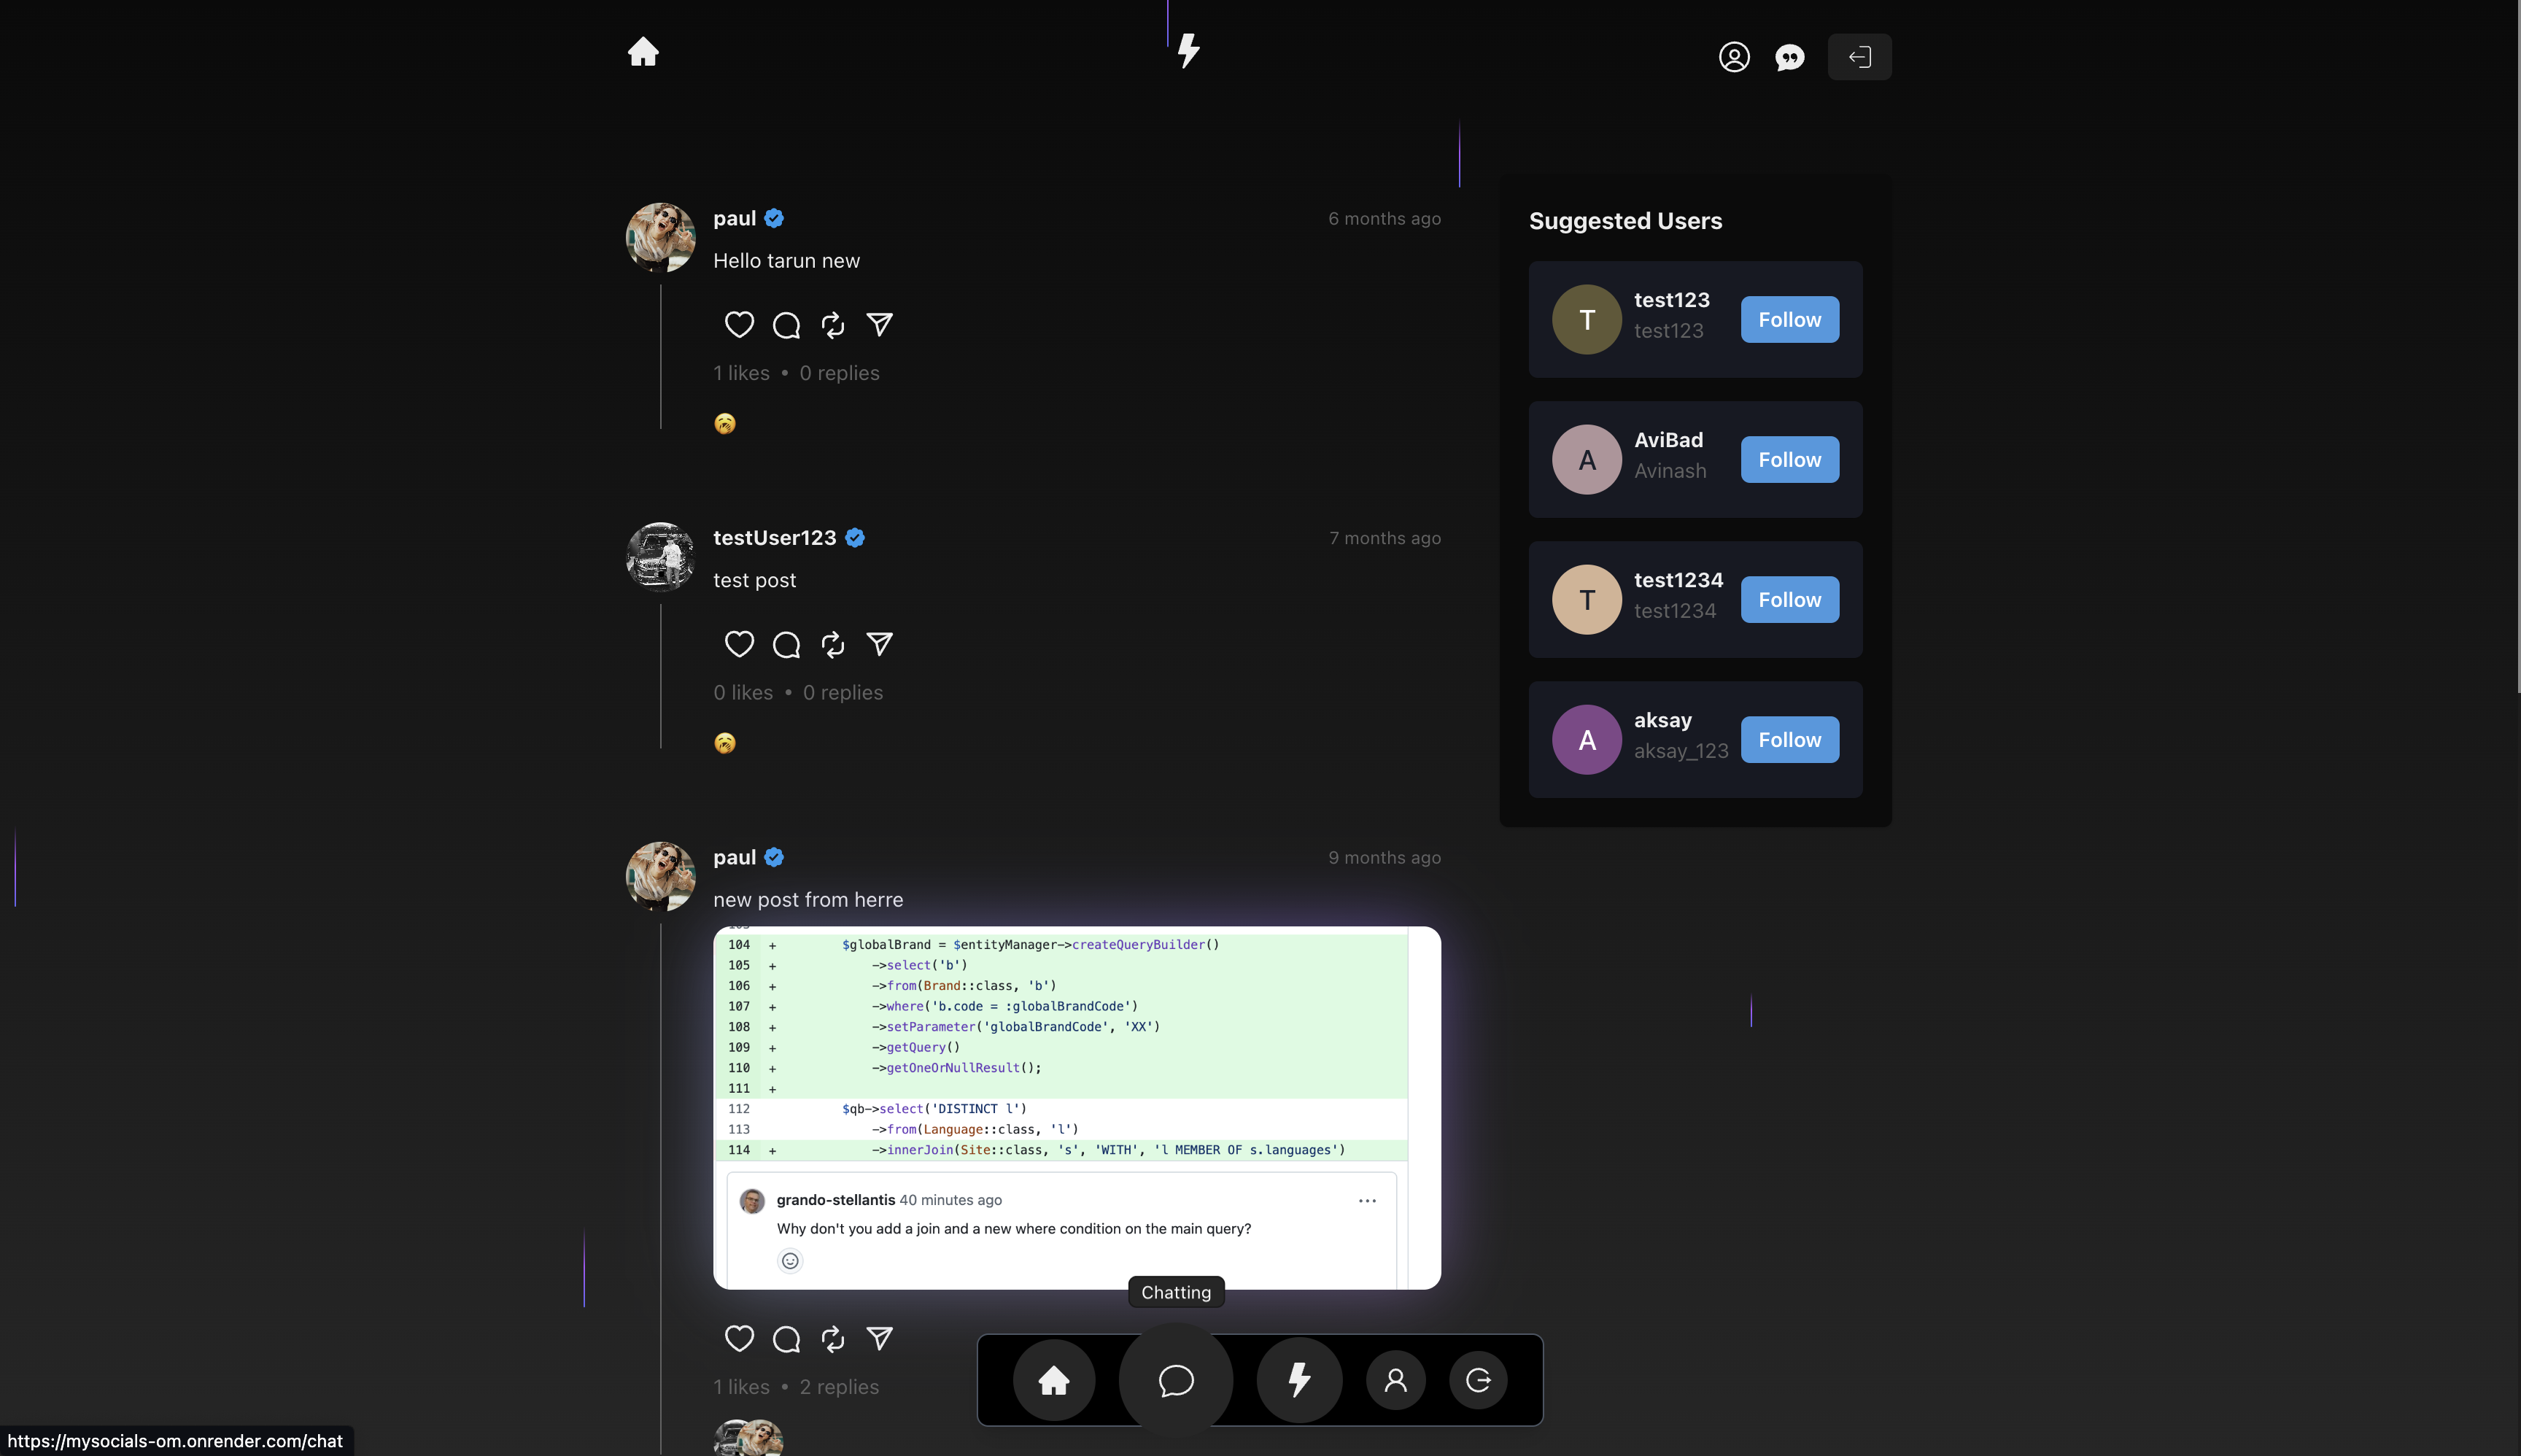 paul
6 months ago
Hello tarun new
1 likes • 0 replies
testUser123
7 months ago
test post
0 likes • 0 replies
paul
9 months ago
new post from herre
104 + $globalBrand = $entityManager->createQueryBuilder()
105 + ->select('b')
106 + ->from(Brand::class, 'b')
107 + ->where('b.code = :globalBrandCode')
108 + ->setParameter('globalBrandCode', 'XX')
109 + ->getQuery()
110 + ->getOneOrNullResult();
111 +
112 $qb->select('DISTINCT l')
113 ->from(Language::class, 'l')
114 + ->innerJoin(Site::class, 's', 'WITH', 'l MEMBER OF s.languages')
grando-stellantis 40 minutes ago
Why don't you add a join and a new where condition on the main query?
1 likes • 2 replies
Suggested Users
T
test123
test123
Follow
A
AviBad
Avinash
Follow
T
test1234
test1234
Follow
A
aksay
aksay_123
Follow
Chatting
https://mysocials-om.onrender.com/chat